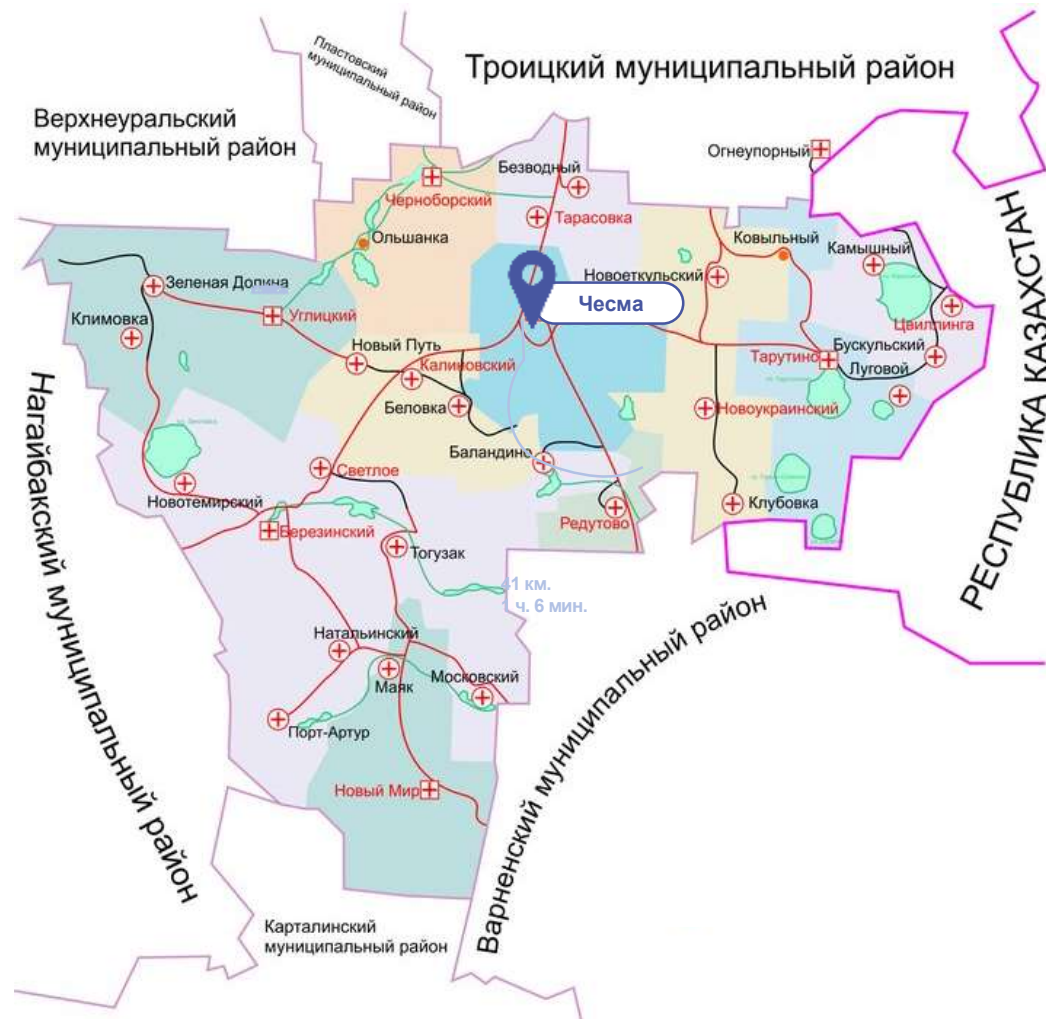 Пластовский
муниципальный район
Троицкий муниципальный район
Верхнеуральский
муниципальный район
Огнеупорный
Безводный
Черноборский
Тарасовка
Ольшанка
Ковыльный
Камышный
Новоеткульский
Зеленая Долина
Чесма
Углицкий
Цвиллинга
Климовка
Новый Путь
Бускульский
Калиновский
Тарутино
Луговой
Беловка
Новоукраинский
Баландино
Светлое
Новотемирский
Клубовка
Редутово
Березинский
Тогузак
41 км.
1 ч. 6 мин.
Натальинский
Маяк
Московский
Порт-Артур
Новый Мир
Нагайбакский муниципальный район
Варненский муниципальный район
РЕСПУБЛИКА КАЗАХСТАН
Карталинский
муниципальный район